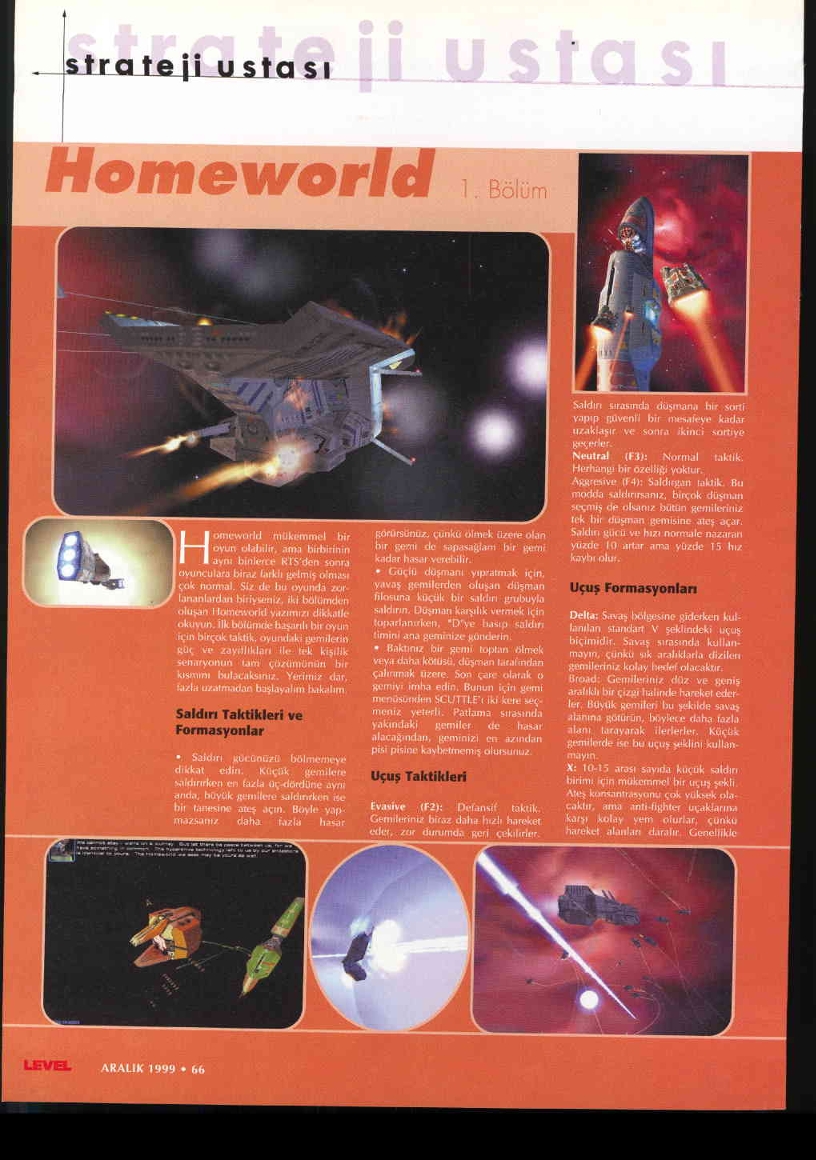 strateji ustası
strateji ustası
Homeworld 1. Bölüm
Homeworld mükemmel bir
oyun olabilir, ama birbirinin
aynı binlerce RTS'den sonra
oyunculara biraz farklı gelmiş olması
çok normal. Siz de bu oyunda zor-
lananlardan biriyseniz, iki bölümden
oluşan Homeworld yazımızı dikkatle
okuyun. İlk bölümde başarılı bir oyun
için birçok taktik, oyundaki gemilerin
güç ve zayıflıkları ile tek kişilik
senaryonun tam çözümünün bir
kısmını bulacaksınız. Yerimiz dar,
fazla uzatmadan başlayalım bakalım.
Saldırı Taktikleri ve
Formasyonlar
• Saldırı gücünüzü bölmemeye
dikkat edin. Küçük gemilere
saldırırken en fazla üç-dördüne aynı
anda, büyük gemilere saldırırken ise
bir tanesine ateş açın. Böyle yap-
mazsanız daha fazla hasar
görürsünüz, çünkü ölmek üzere olan
bir gemi de sapasağlam bir gemi
kadar hasar verebilir.
• Güçlü düşmanı yıpratmak için,
yavaş gemilerden oluşan düşman
filosuna küçük bir saldırı grubuyla
saldırın. Düşman karşılık vermek için
toparlanırken, "D"ye basıp saldırı
timini ana geminize gönderin.
• Baktınız bir gemi toptan ölmek
veya daha kötüsü, düşman tarafından
çalınmak üzere. Son çare olarak o
gemiyi imha edin. Bunun için gemi
menüsünden SCUTTLE'ı iki kere seç-
meniz yeterli. Patlama sırasında
yakındaki gemiler de hasar
alacağından, geminizi en azından
pisi pisine kaybetmemiş olursunuz.
Uçuş Taktikleri
Evasive (F2): Defansif taktik.
Gemileriniz biraz daha hızlı hareket
eder, zor durumda geri çekilirler.
Saldırı sırasında düşmana bir sorti
yapıp güvenli bir mesafeye kadar
uzaklaşır ve sonra ikinci sortiye
geçerler.
Neutral (F3): Normal taktik.
Herhangi bir özelliği yoktur.
Aggresive (F4): Saldırgan taktik. Bu
modda saldırırsanız, birçok düşman
seçmiş de olsanız bütün gemileriniz
tek bir düşman gemisine ateş açar.
Saldırı gücü ve hızı normale nazaran
yüzde 10 artar ama yüzde 15 hız
kaybı olur.
Uçuş Formasyonları
Delta: Savaş bölgesine giderken kul-
lanılan standart V şeklindeki uçuş
biçimidir. Savaş sırasında kullan-
mayın, çünkü sık aralıklarla dizilen
gemileriniz kolay hedef olacaktır.
Broad: Gemileriniz düz ve geniş
aralıklı bir çizgi halinde hareket eder-
ler. Büyük gemileri bu şekilde savaş
alanına götürün, böylece daha fazla
alanı tarayarak ilerlerler. Küçük
gemilerde ise bu uçuş şeklini kullan-
mayın.
X: 10-15 arası sayıda küçük saldırı
birimi için mükemmel bir uçuş şekli.
Ateş konsantrasyonu çok yüksek ola-
caktır, ama anti-fighter uçaklarına
karşı kolay yem olurlar, çünkü
hareket alanları daralır. Genellikle
LEVEL ARALIK 1999 • 66